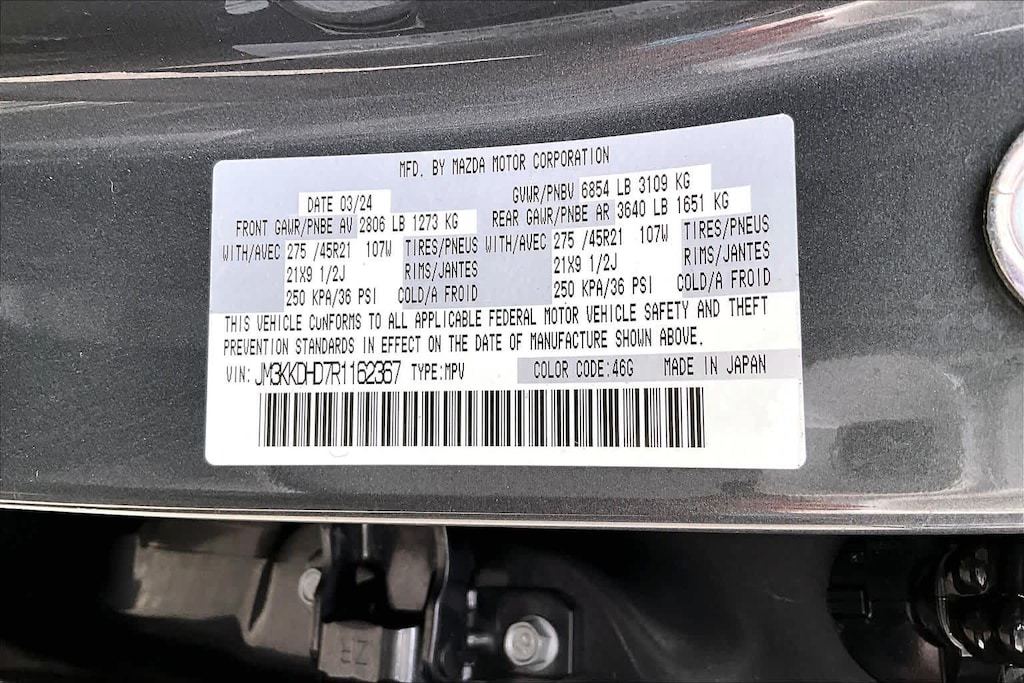 MFD. BY MAZDA MOTOR CORPORATION
DATE 03/24 GVWR/PNBV 6854 LB 3109 KG
FRONT GAWR/PNBE AV 2806 LB 1273 KG REAR GAWR/PNBE AR 3640 LB 1651 KG
WITH/AVEC 275 /45R21 107W TIRES/PNEUS WITH/AVEC 275 /45R21 107W TIRES/PNEUS
21X9 1/2J RIMS/JANTES 21X9 1/2J RIMS/JANTES
250 KPA/36 PSI COLD/A FROID 250 KPA/36 PSI COLD/A FROID
THIS VEHICLE CONFORMS TO ALL APPLICABLE FEDERAL MOTOR VEHICLE SAFETY AND THEFT
PREVENTION STANDARDS IN EFFECT ON THE DATE OF MANUFACTURE SHOWN ABOVE.
VIN: JM3KKDHD7R1162367 TYPE:MPV COLOR CODE:46G MADE IN JAPAN
ZR